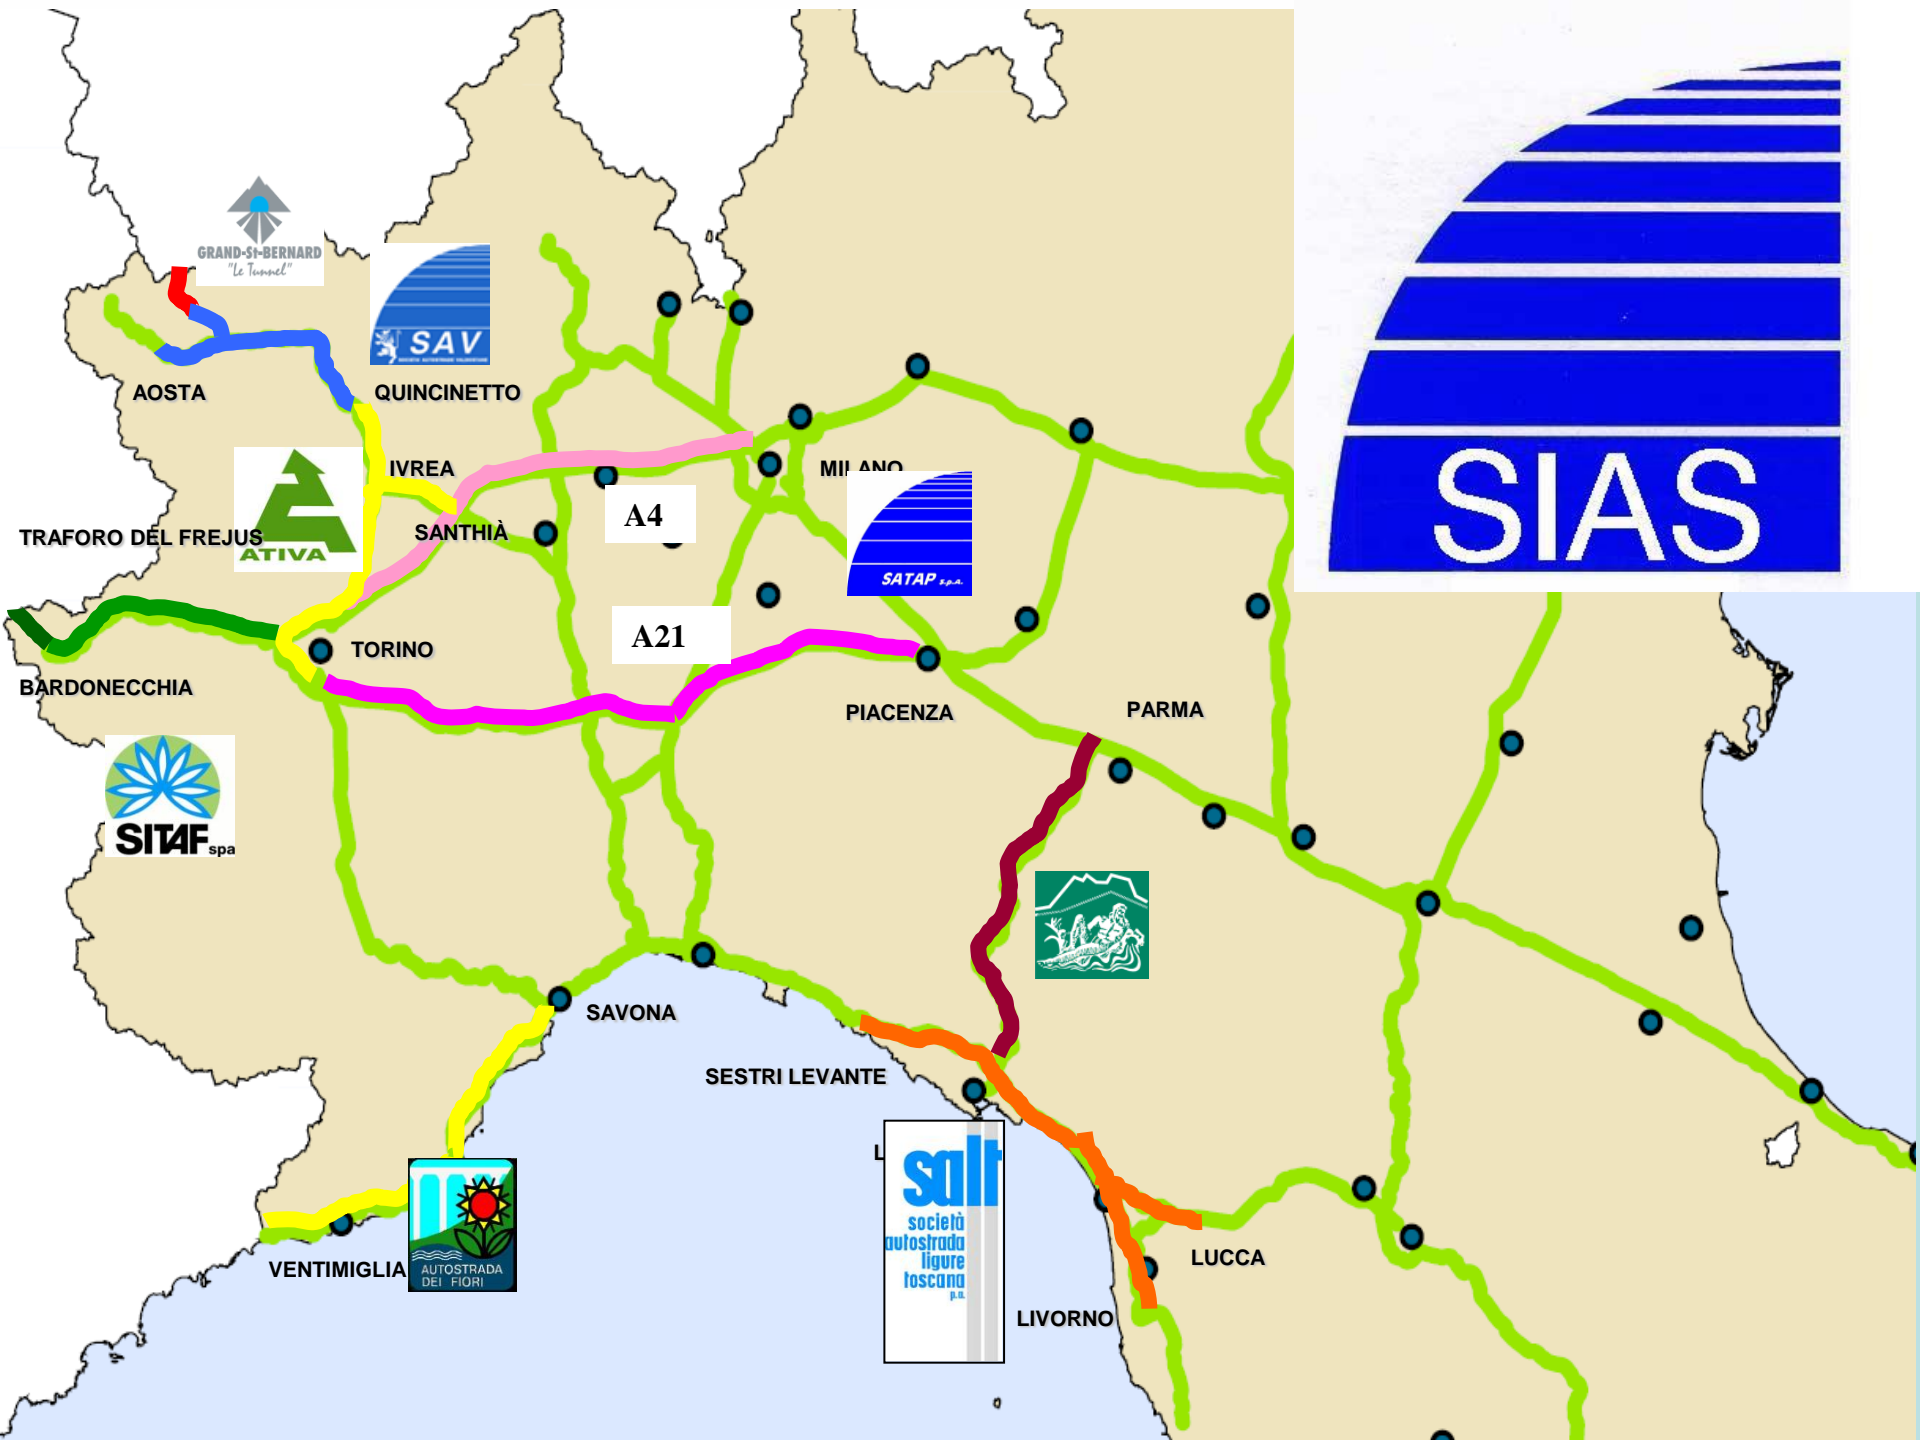 GRAND-St-BERNARD
"Le Tunnel"
SAV
AOSTA
QUINCINETTO
IVREA
MILANO
SIAS
A4
TRAFORO DEL FREJUS
ATIVA
SANTHIÀ
SATAP s.p.a.
A21
TORINO
BARDONECCHIA
PIACENZA
PARMA
SITAF spa
SAVONA
SESTRI LEVANTE
L
salt
società
autostrada
ligure
toscana
p.a.
VENTIMIGLIA
AUTOSTRADA
DEI FIORI
LUCCA
LIVORNO